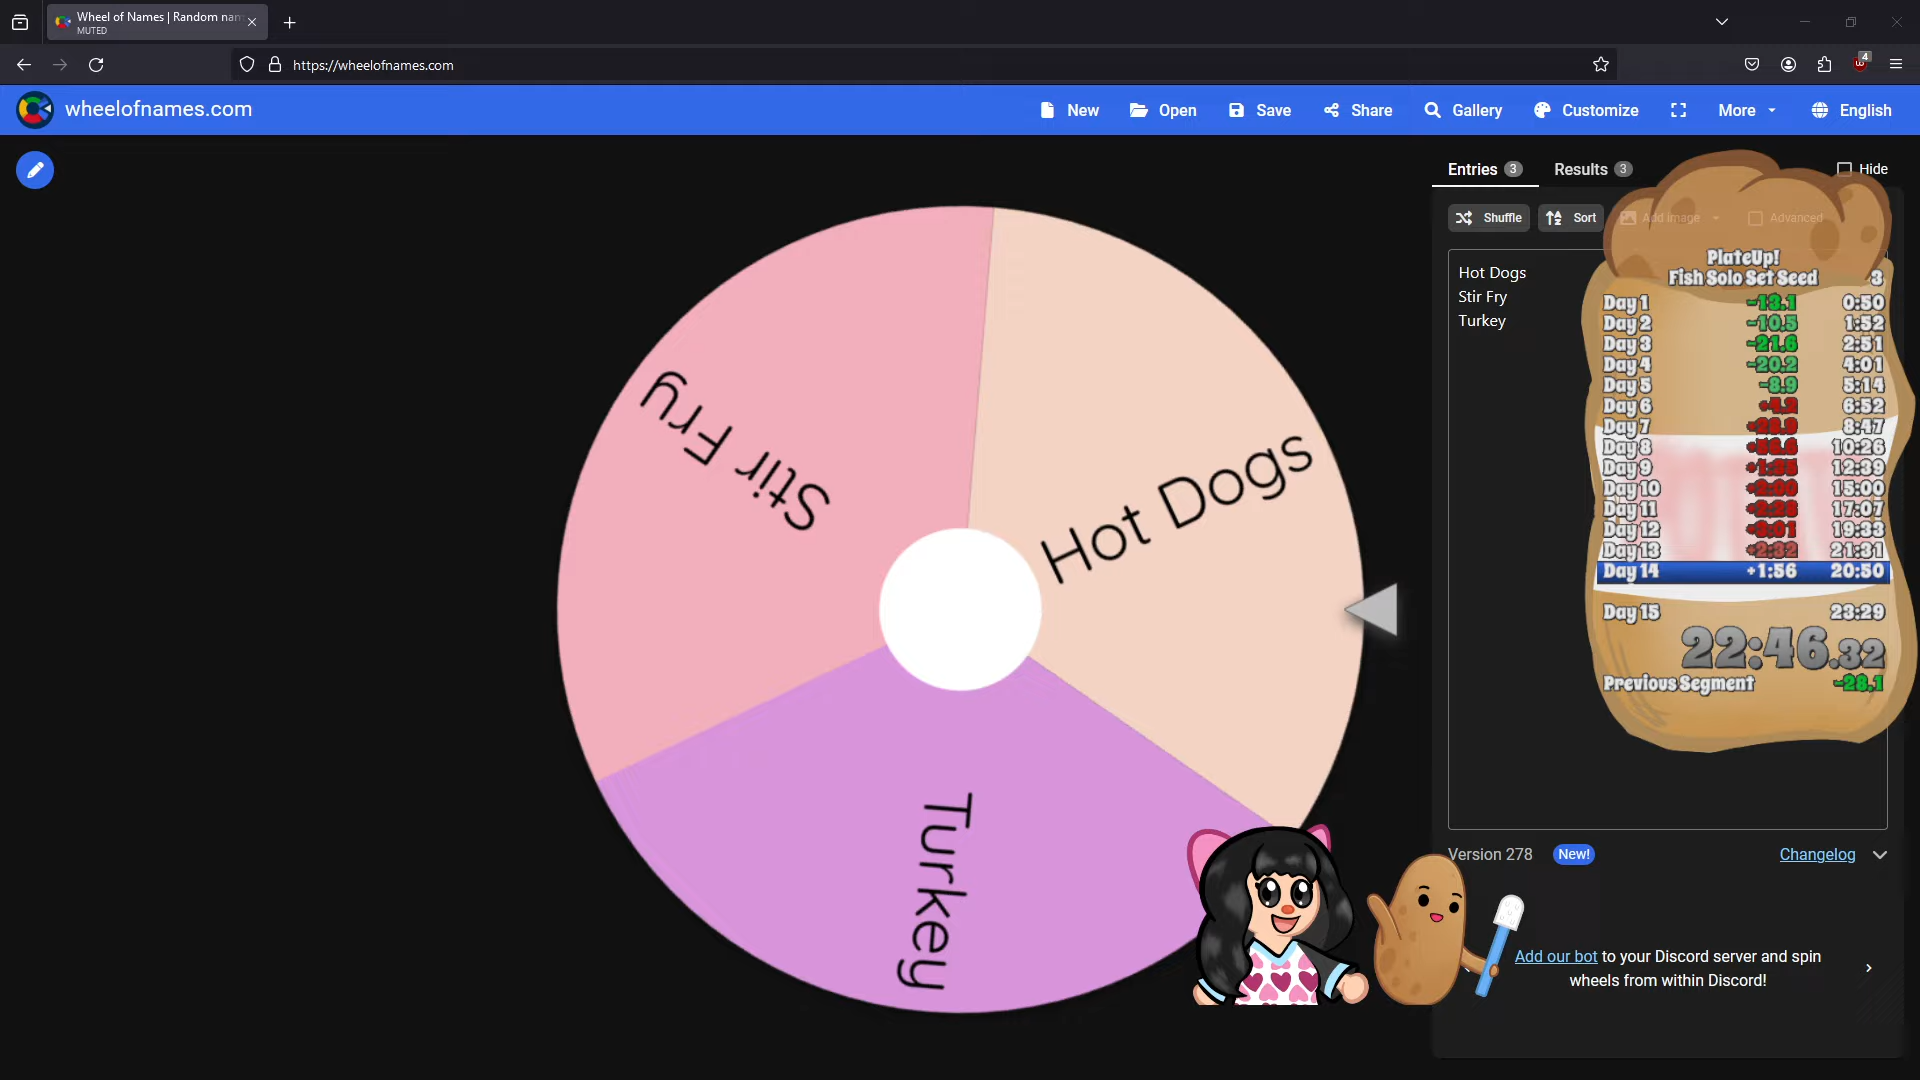 Wheel of Names | Random nam
MUTED
https://wheelofnames.com
4
wheelofnames.com
New
Open
Save
Share
Gallery
Customize
More
English
Entries 3
Results 3
Hide
Shuffle
Sort
Add image
Advanced
Hot Dogs
Stir Fry
Turkey
Stir Fry
Hot Dogs
Turkey
PlateUp!
Fish Solo Set Seed 3
Day 1 -13.1 0:50
Day 2 -10.5 1:52
Day 3 -21.6 2:51
Day 4 -20.2 4:01
Day 5 -8.9 5:14
Day 6 6:52
Day 7 8:47
Day 8 10:26
Day 9 12:39
Day 10 15:00
Day 11 17:07
Day 12 19:33
Day 13 +2:32 21:31
Day 14 +1:56 20:50
Day 15 23:29
22:46.32
Previous Segment -28.1
Version 278
New!
Changelog
Add our bot to your Discord server and spin
wheels from within Discord!